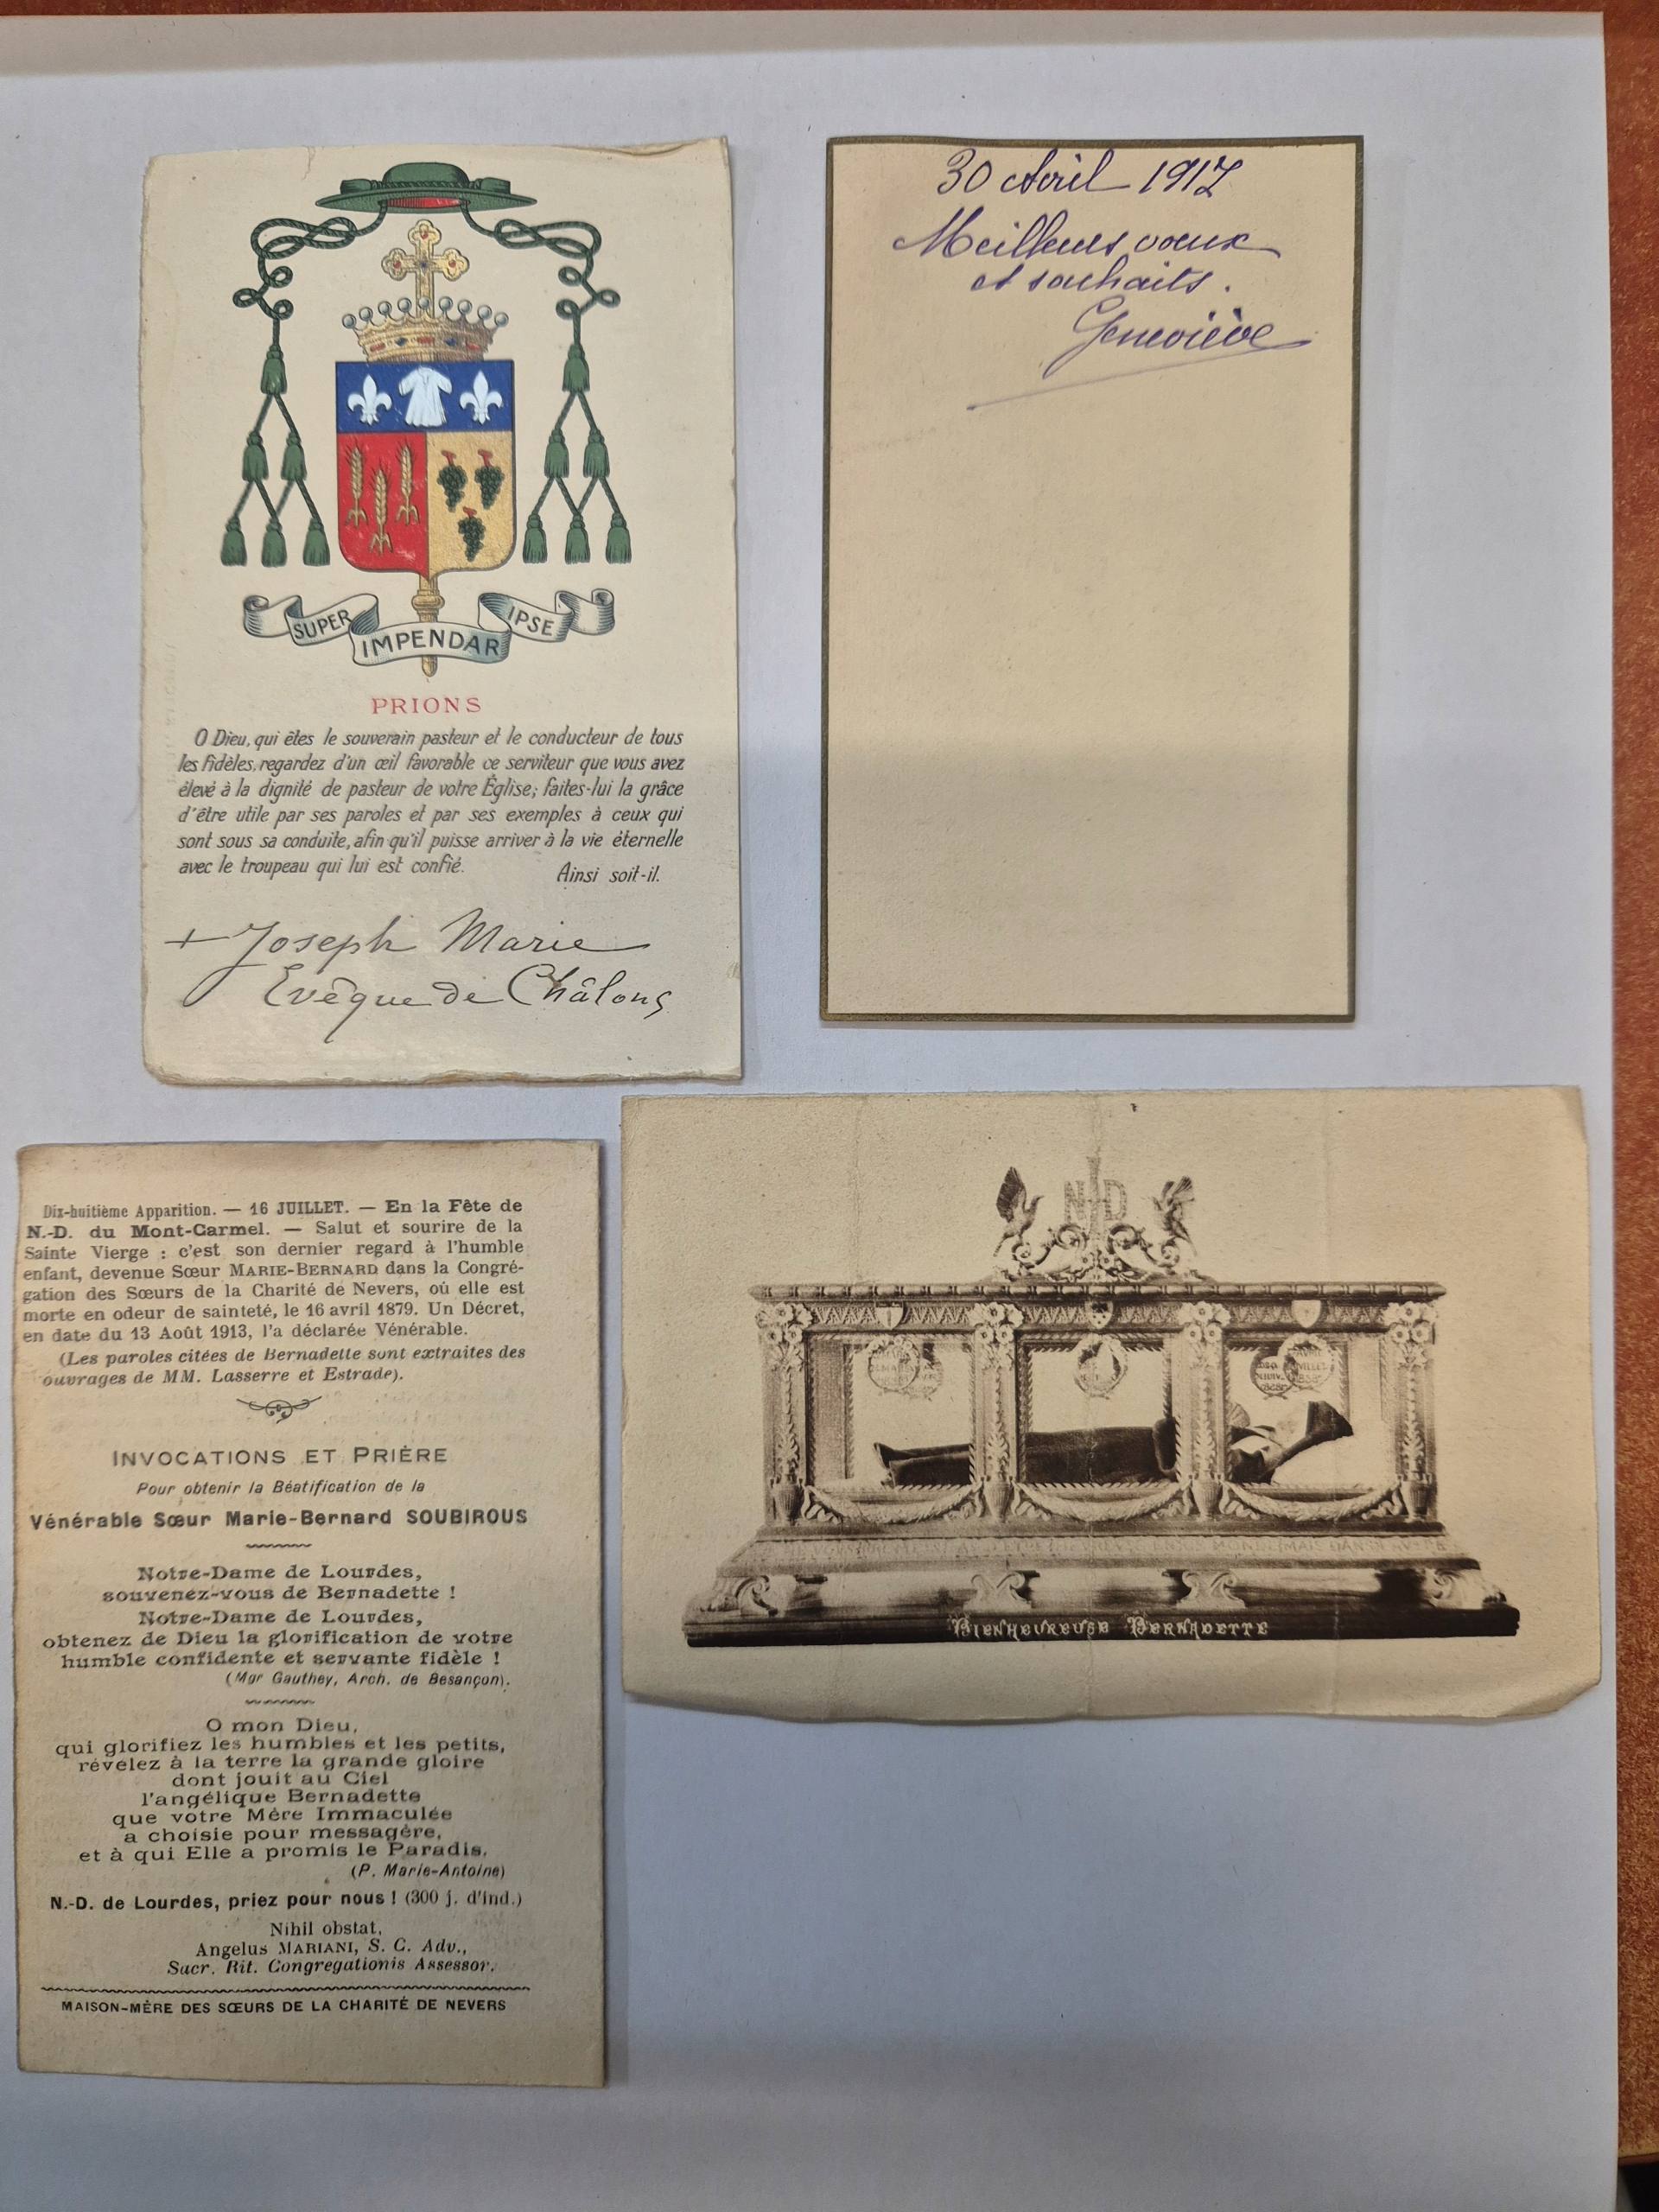 SUPER
IMPENDAR
IPSE
PRIONS
O Dieu, qui êtes le souverain pasteur et le conducteur de tous
les fidèles, regardez d'un œil favorable ce serviteur que vous avez
élevé à la dignité de pasteur de votre Église; faites-lui la grâce
d'être utile par ses paroles et par ses exemples à ceux qui
sont sous sa conduite, afin qu'il puisse arriver à la vie éternelle
avec le troupeau qui lui est confié.
Ainsi soit-il.
+ Joseph Marie
Evêque de Châlons
30 Avril 1917
Meilleurs vœux
et souhaits.
Geneviève
Dix-huitième Apparition. — 16 JUILLET. — En la Fête de
N.-D. du Mont-Carmel. — Salut et sourire de la
Sainte Vierge : c'est son dernier regard à l'humble
enfant, devenue Sœur MARIE-BERNARD dans la Congré-
gation des Sœurs de la Charité de Nevers, où elle est
morte en odeur de sainteté, le 16 avril 1879. Un Décret,
en date du 13 Août 1913, l'a déclarée Vénérable.
(Les paroles citées de Bernadette sont extraites des
ouvrages de MM. Lasserre et Estrade).
INVOCATIONS ET PRIÈRE
Pour obtenir la Béatification de la
Vénérable Sœur Marie-Bernard SOUBIROUS
Notre-Dame de Lourdes,
souvenez-vous de Bernadette !
Notre-Dame de Lourdes,
obtenez de Dieu la glorification de votre
humble confidente et servante fidèle !
(Mgr Gauthey, Arch. de Besançon).
O mon Dieu,
qui glorifiez les humbles et les petits,
révélez à la terre la grande gloire
dont jouit au Ciel
l'angélique Bernadette
que votre Mère Immaculée
a choisie pour messagère,
et à qui Elle a promis le Paradis.
(P. Marie-Antoine)
N.-D. de Lourdes, priez pour nous ! (300 j. d'ind.)
Nihil obstat,
Angelus MARIANI, S. C. Adv.,
Sacr. Rit. Congregationis Assessor.
MAISON-MÈRE DES SŒURS DE LA CHARITÉ DE NEVERS
N D
BIENHEUREUSE BERNADETTE